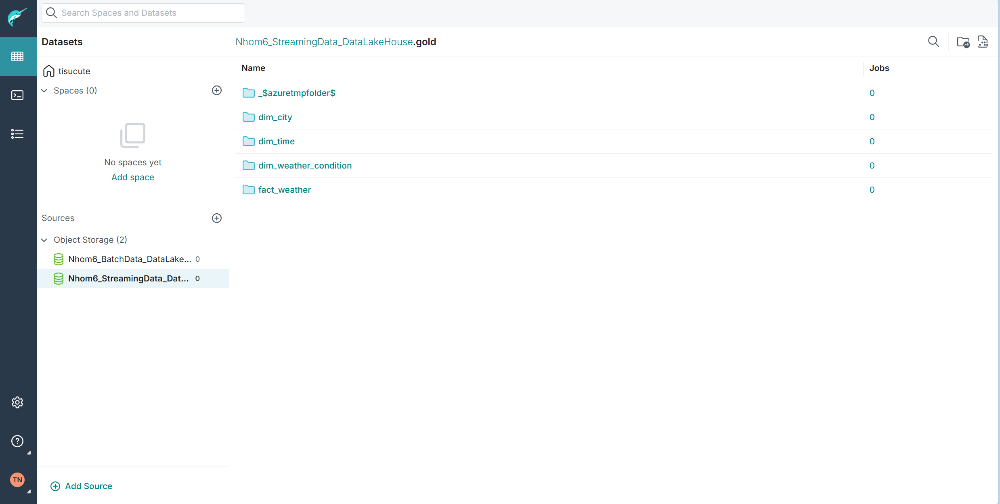 Search Spaces and Datasets
Datasets
tisucute
Spaces (0)
No spaces yet
Add space
Sources
Object Storage (2)
Nhom6_BatchData_DataLake... 0
Nhom6_StreamingData_Dat... 0
Add Source
TN
Nhom6_StreamingData_DataLakeHouse.gold
Name Jobs
_$azuretmpfolder$ 0
dim_city 0
dim_time 0
dim_weather_condition 0
fact_weather 0